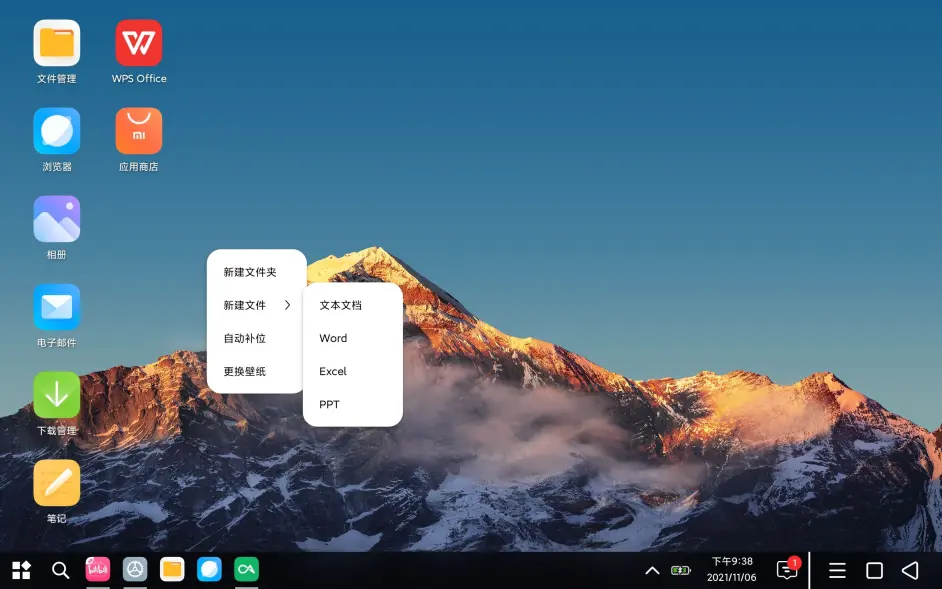 文件管理
WPS Office
浏览器
mi
应用商店
相册
电子邮件
下载管理
笔记
新建文件夹
新建文件
自动补位
更换壁纸
文本文档
Word
Excel
PPT
bilibili
CA
下午9:38
2021/11/06
1